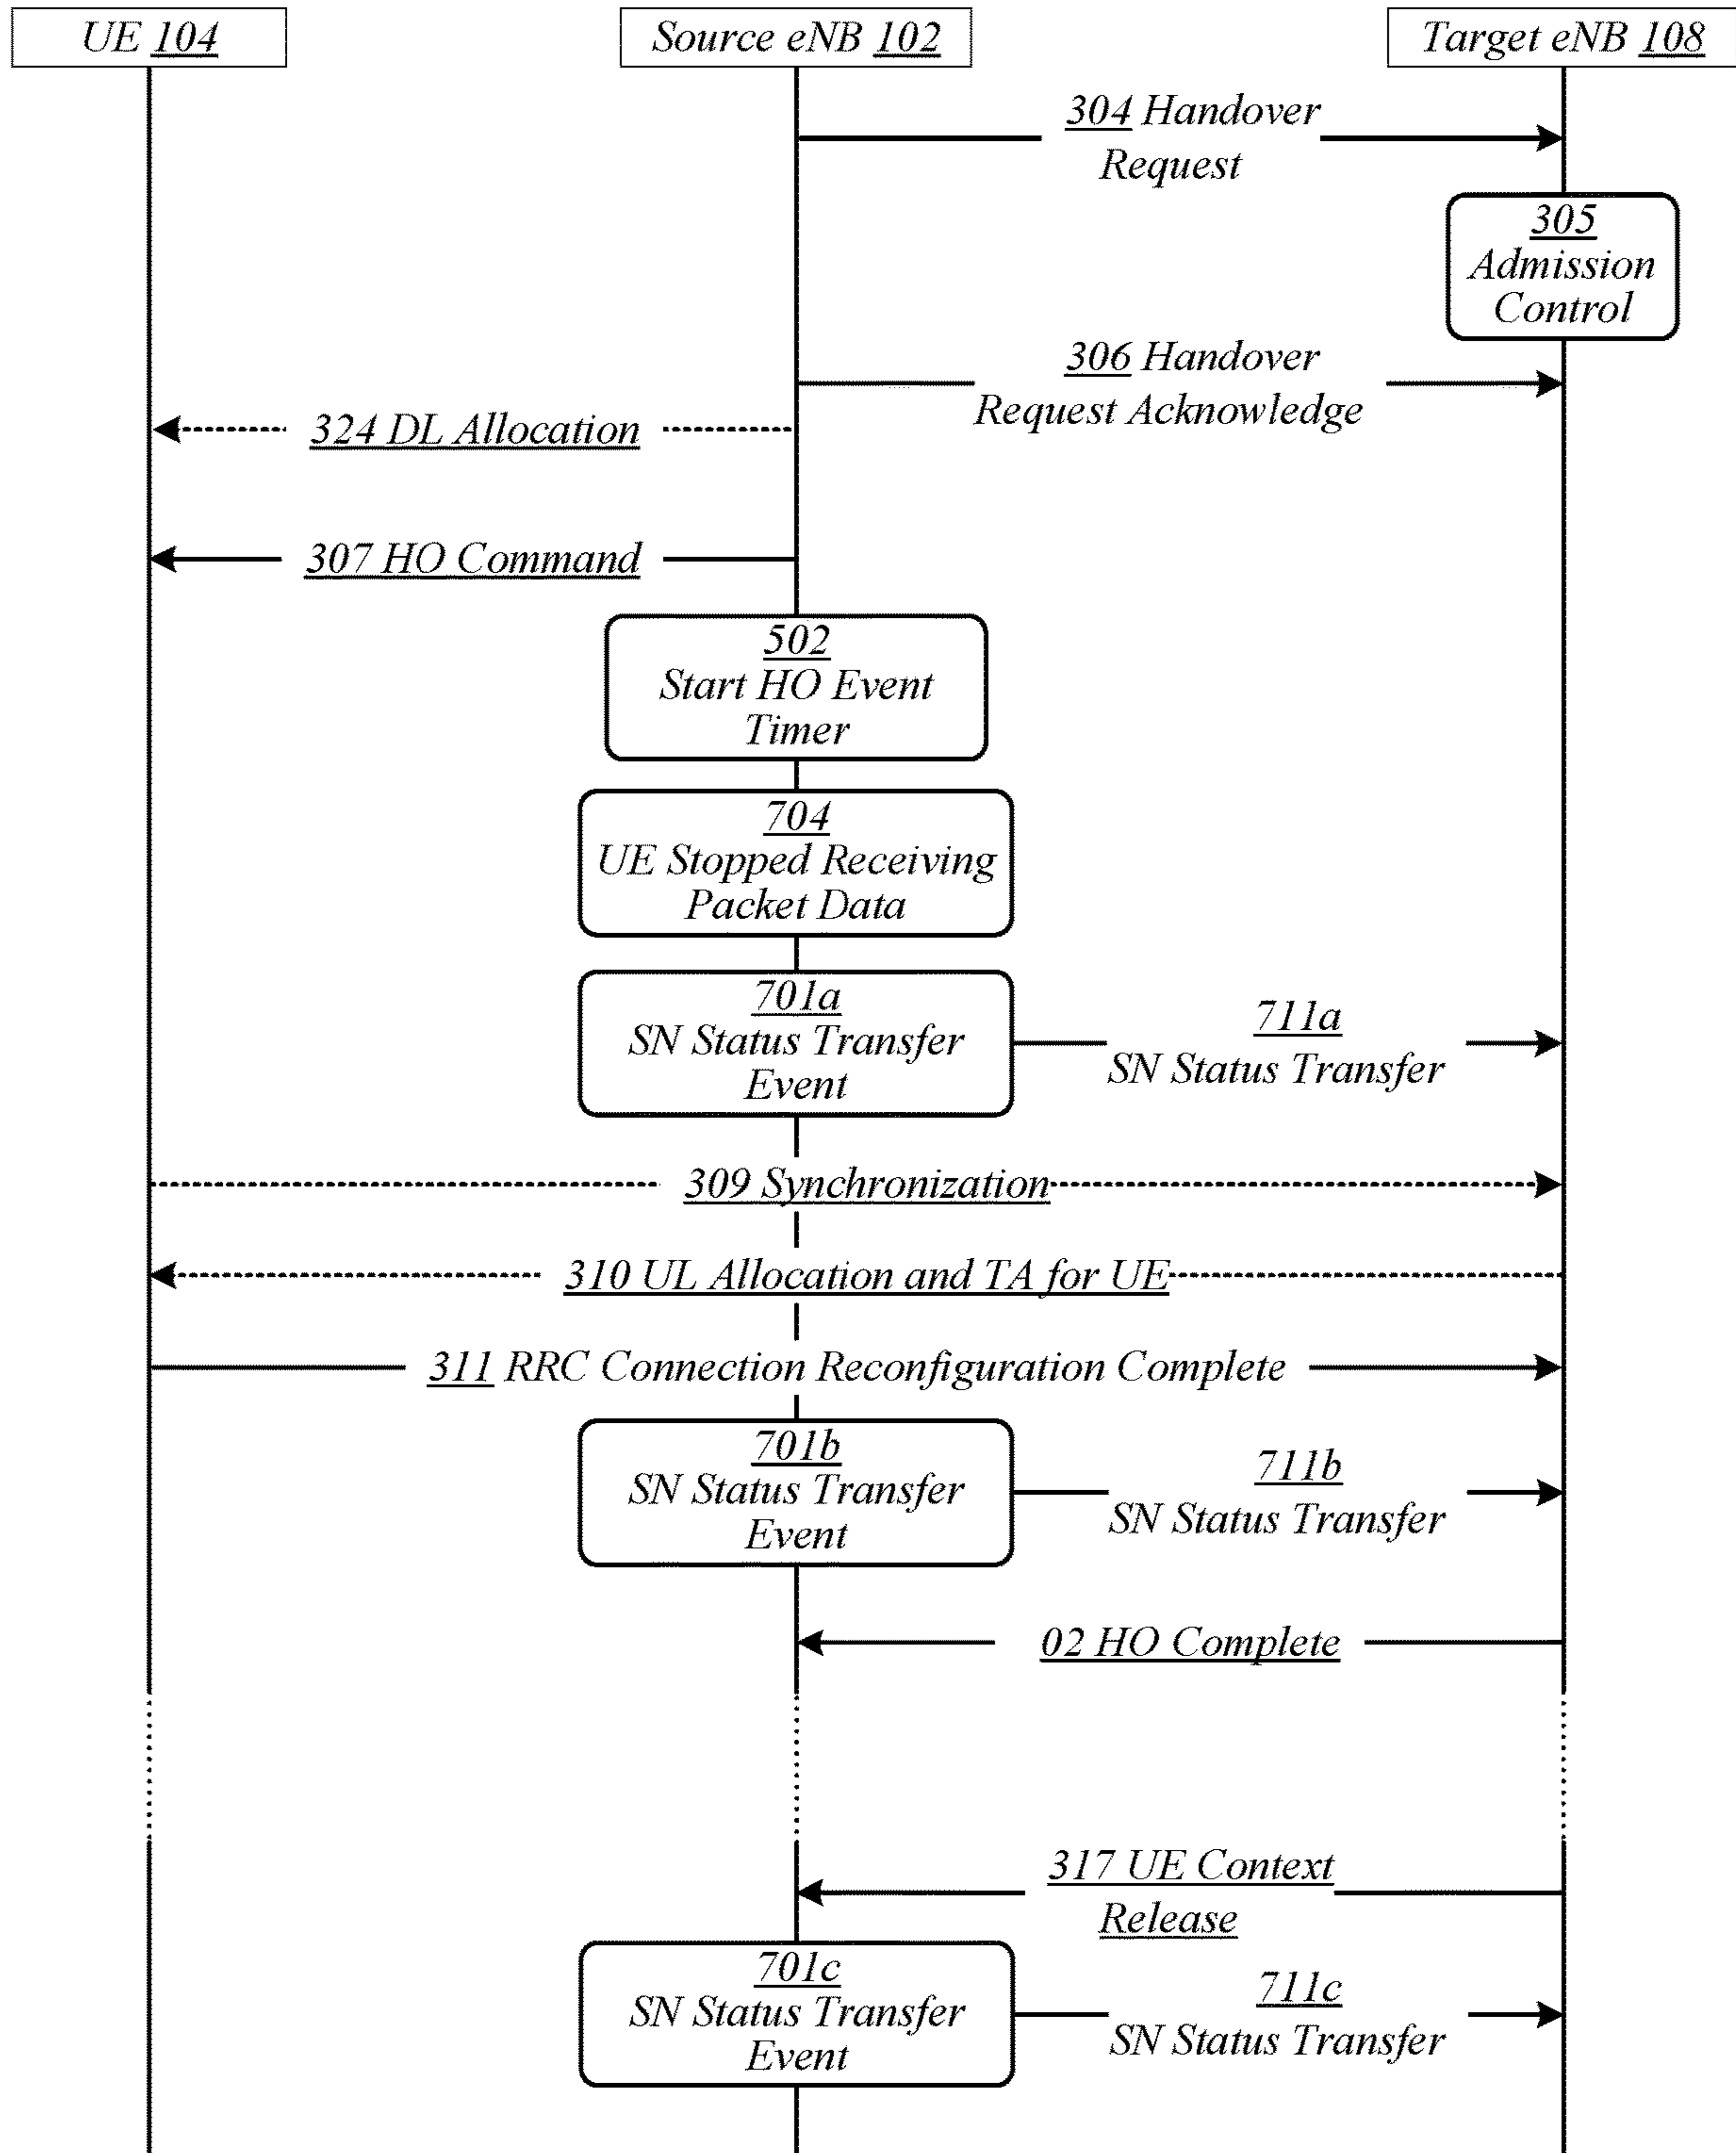 UE 104
Source eNB 102
Target eNB 108
304 Handover
Request
305
Admission
Control
306 Handover
Request Acknowledge
324 DL Allocation
307 HO Command
502
Start HO Event
Timer
704
UE Stopped Receiving
Packet Data
701a
SN Status Transfer
Event
711a
SN Status Transfer
309 Synchronization
310 UL Allocation and TA for UE
311 RRC Connection Reconfiguration Complete
701b
SN Status Transfer
Event
711b
SN Status Transfer
02 HO Complete
317 UE Context
Release
701c
SN Status Transfer
Event
711c
SN Status Transfer